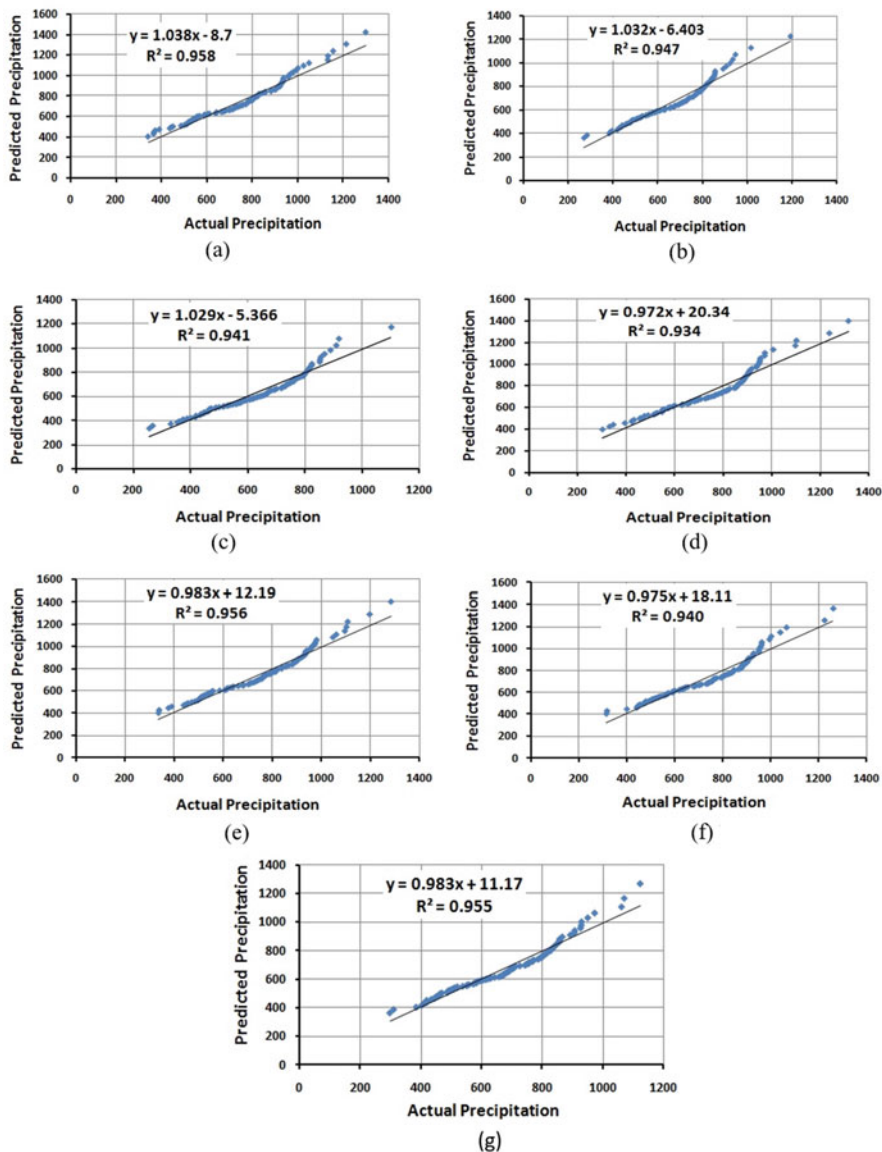 Predicted Precipitation
1600
1400
1200
1000
800
600
400
200
0
y = 1.038x - 8.7
R² = 0.958
0 200 400 600 800 1000 1200 1400
Actual Precipitation
(a)
Predicted Precipitation
1400
1200
1000
800
600
400
200
0
y = 1.032x - 6.403
R² = 0.947
0 200 400 600 800 1000 1200 1400
Actual Precipitation
(b)
Predicted Precipitation
1400
1200
1000
800
600
400
200
0
y = 1.029x - 5.366
R² = 0.941
0 200 400 600 800 1000 1200
Actual Precipitation
(c)
Predicted Precipitation
1600
1400
1200
1000
800
600
400
200
0
y = 0.972x + 20.34
R² = 0.934
0 200 400 600 800 1000 1200 1400
Actual Precipitation
(d)
Predicted Precipitation
1600
1400
1200
1000
800
600
400
200
0
y = 0.983x + 12.19
R² = 0.956
0 200 400 600 800 1000 1200 1400
Actual Precipitation
(e)
Predicted Precipitation
1600
1400
1200
1000
800
600
400
200
0
y = 0.975x + 18.11
R² = 0.940
0 200 400 600 800 1000 1200 1400
Actual Precipitation
(f)
Predicted Precipitation
1400
1200
1000
800
600
400
200
0
y = 0.983x + 11.17
R² = 0.955
0 200 400 600 800 1000 1200
Actual Precipitation
(g)